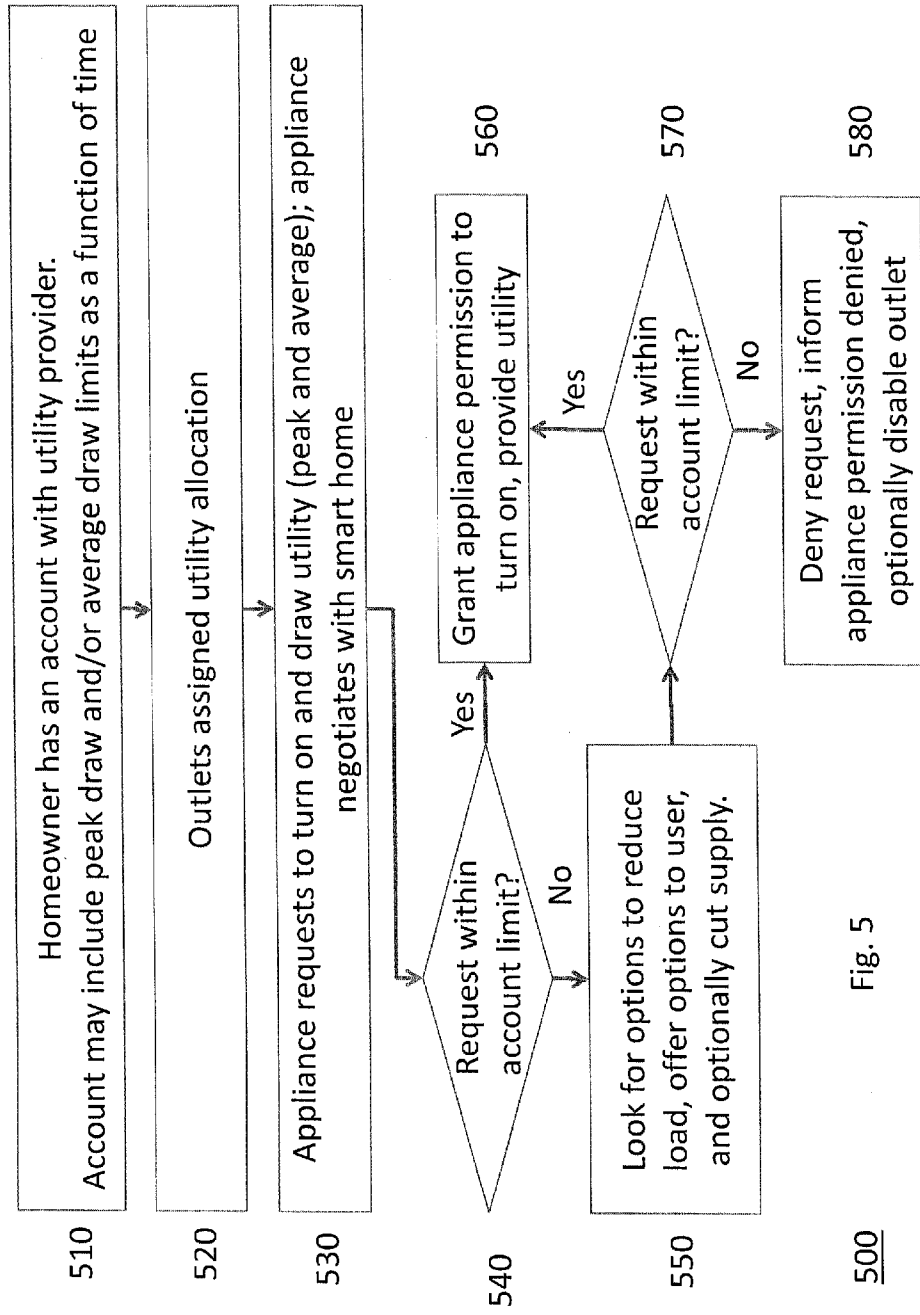 510
Homeowner has an account with utility provider.
Account may include peak draw and/or average draw limits as a function of time
520
Outlets assigned utility allocation
530
Appliance requests to turn on and draw utility (peak and average); appliance
negotiates with smart home
540
Request within
account limit?
Yes
No
Grant appliance permission to
turn on, provide utility
560
550
Look for options to reduce
load, offer options to user,
and optionally cut supply.
Request within
account limit?
570
Yes
No
Deny request, inform
appliance permission denied,
optionally disable outlet
580
500
Fig. 5